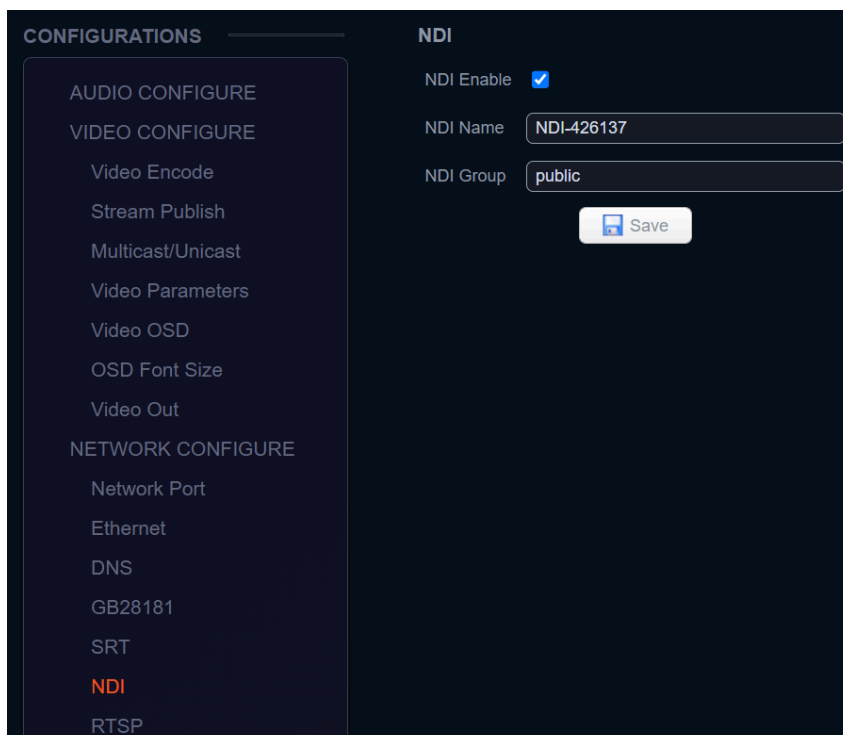 CONFIGURATIONS
AUDIO CONFIGURE
VIDEO CONFIGURE
Video Encode
Stream Publish
Multicast/Unicast
Video Parameters
Video OSD
OSD Font Size
Video Out
NETWORK CONFIGURE
Network Port
Ethernet
DNS
GB28181
SRT
NDI
RTSP
NDI
NDI Enable
NDI Name NDI-426137
NDI Group public
Save